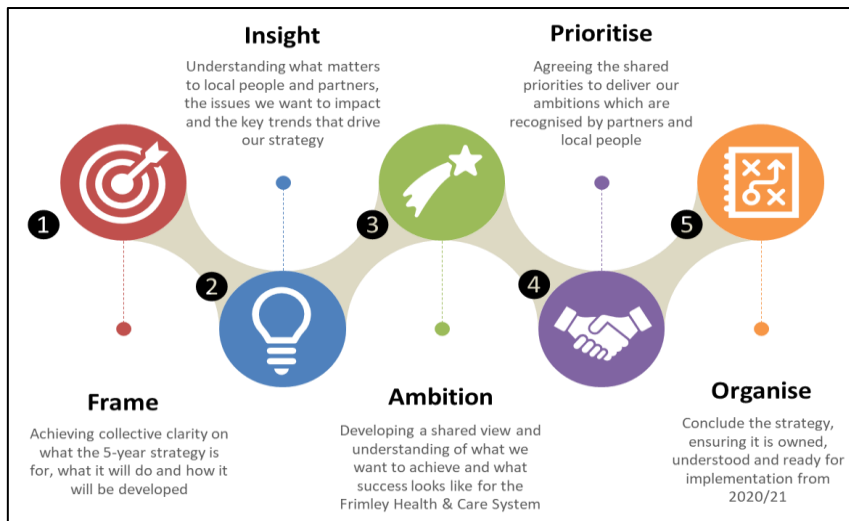 1
Frame
Achieving collective clarity on
what the 5-year strategy is
for, what it will do and how it
will be developed
2
Insight
Understanding what matters
to local people and partners,
the issues we want to impact
and the key trends that drive
our strategy
3
Ambition
Developing a shared view and
understanding of what we
want to achieve and what
success looks like for the
Frimley Health & Care System
4
Prioritise
Agreeing the shared
priorities to deliver our
ambitions which are
recognised by partners and
local people
5
Organise
Conclude the strategy,
ensuring it is owned,
understood and ready for
implementation from
2020/21